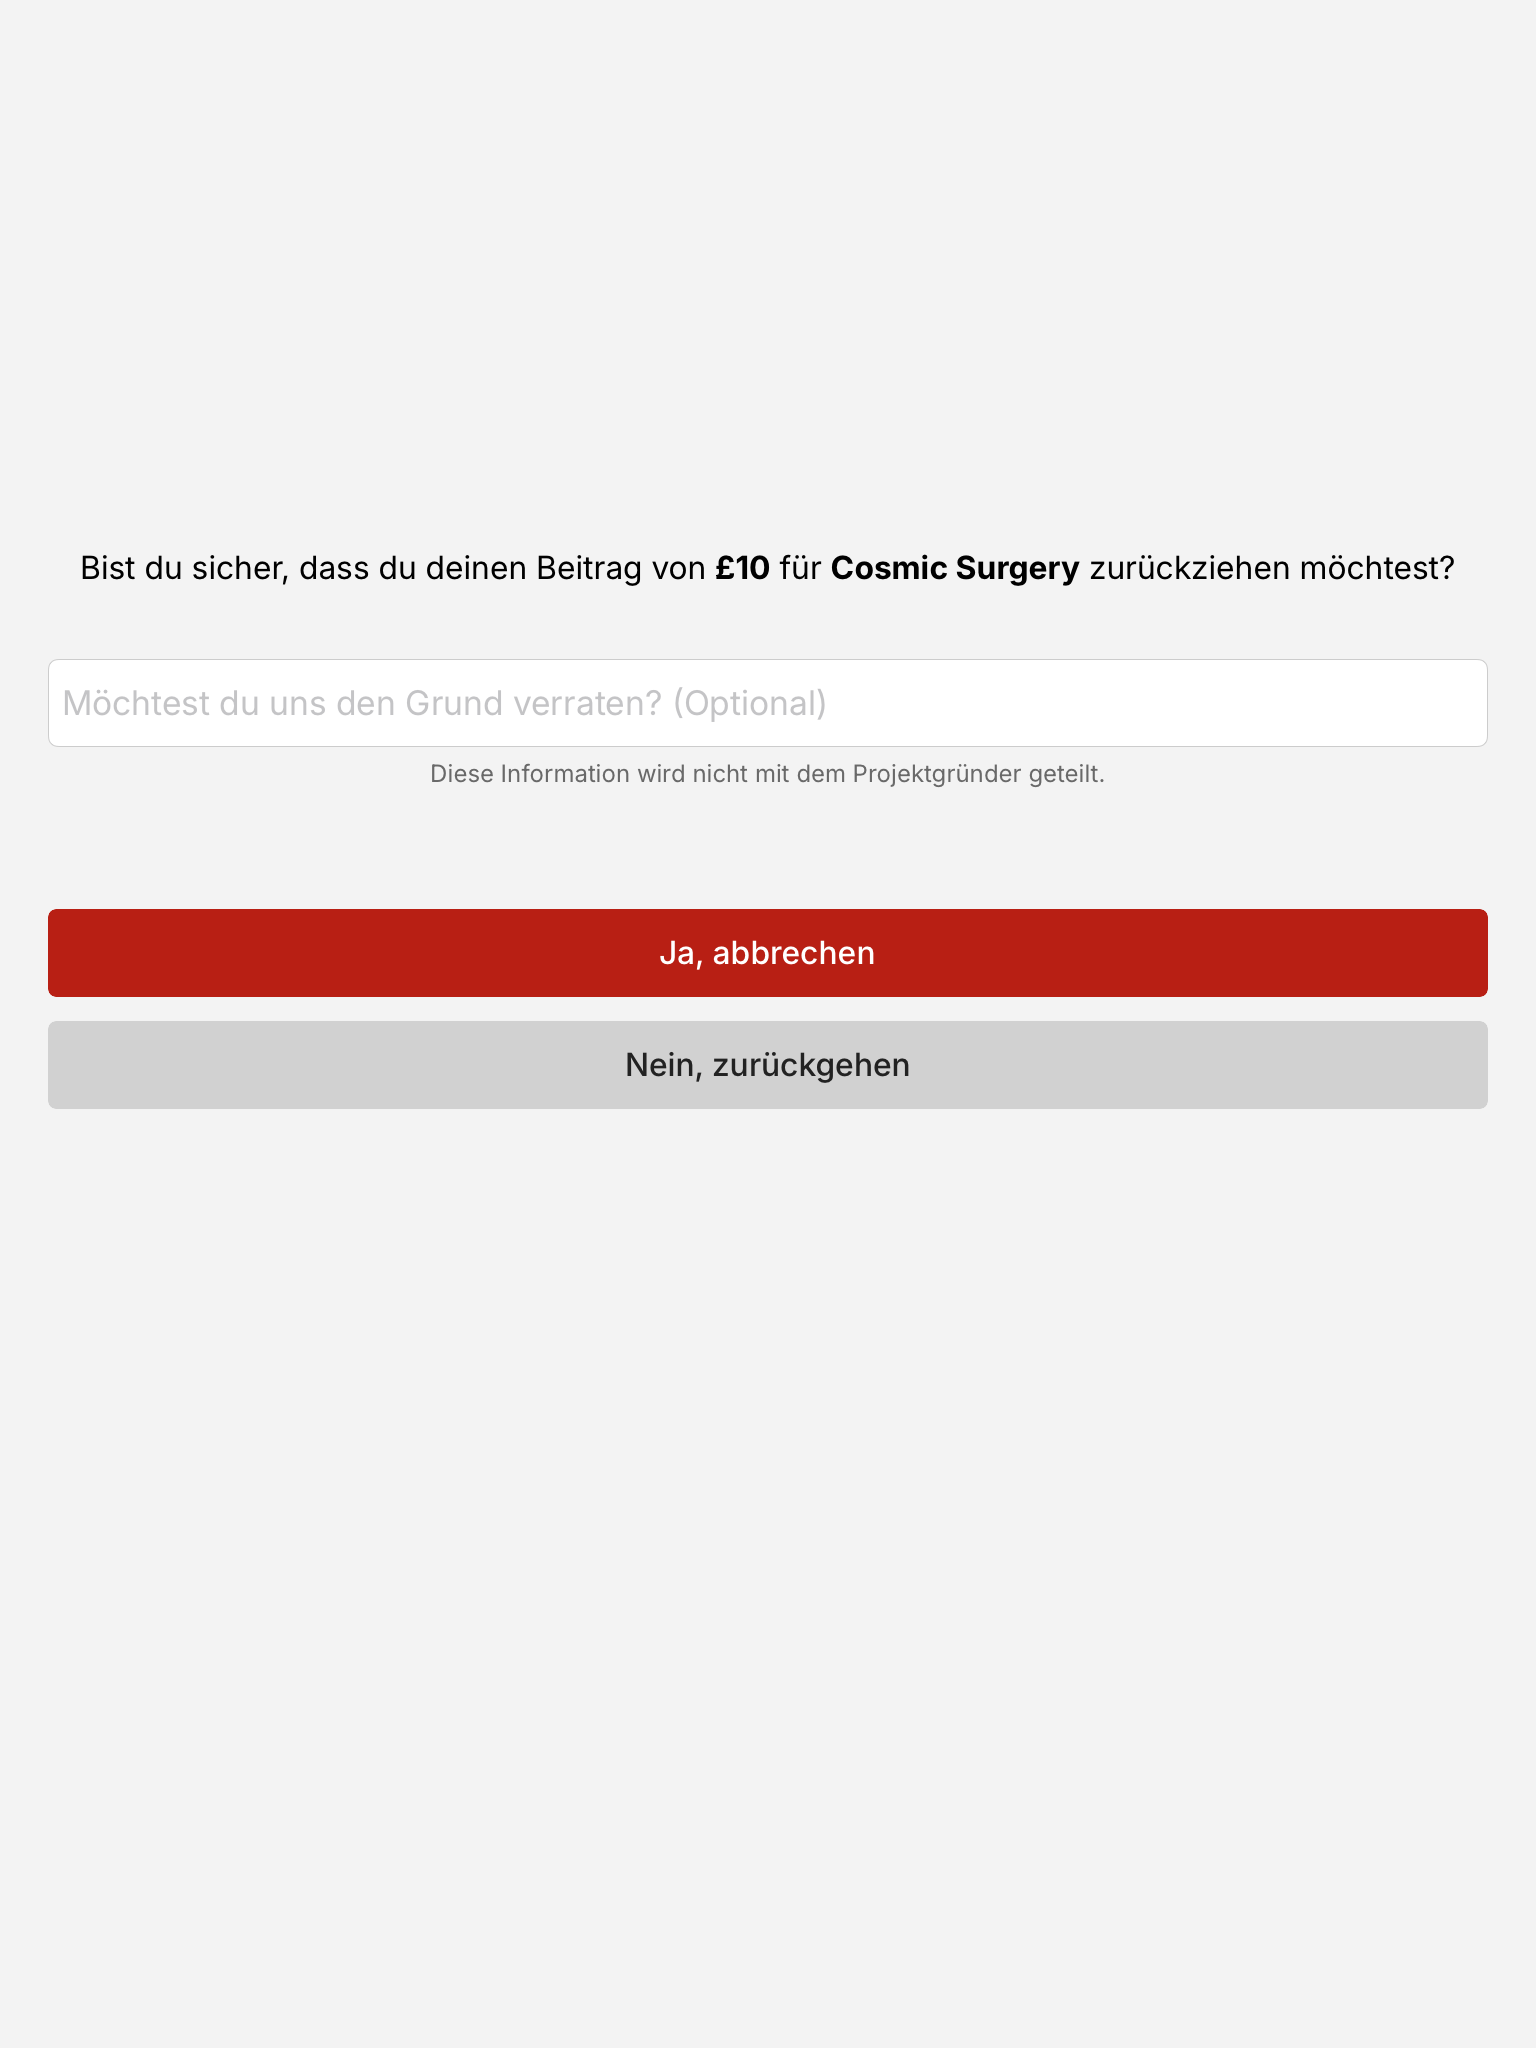 Bist du sicher, dass du deinen Beitrag von £10 für Cosmic Surgery zurückziehen möchtest?
Möchtest du uns den Grund verraten? (Optional)
Diese Information wird nicht mit dem Projektgründer geteilt.
Ja, abbrechen
Nein, zurückgehen